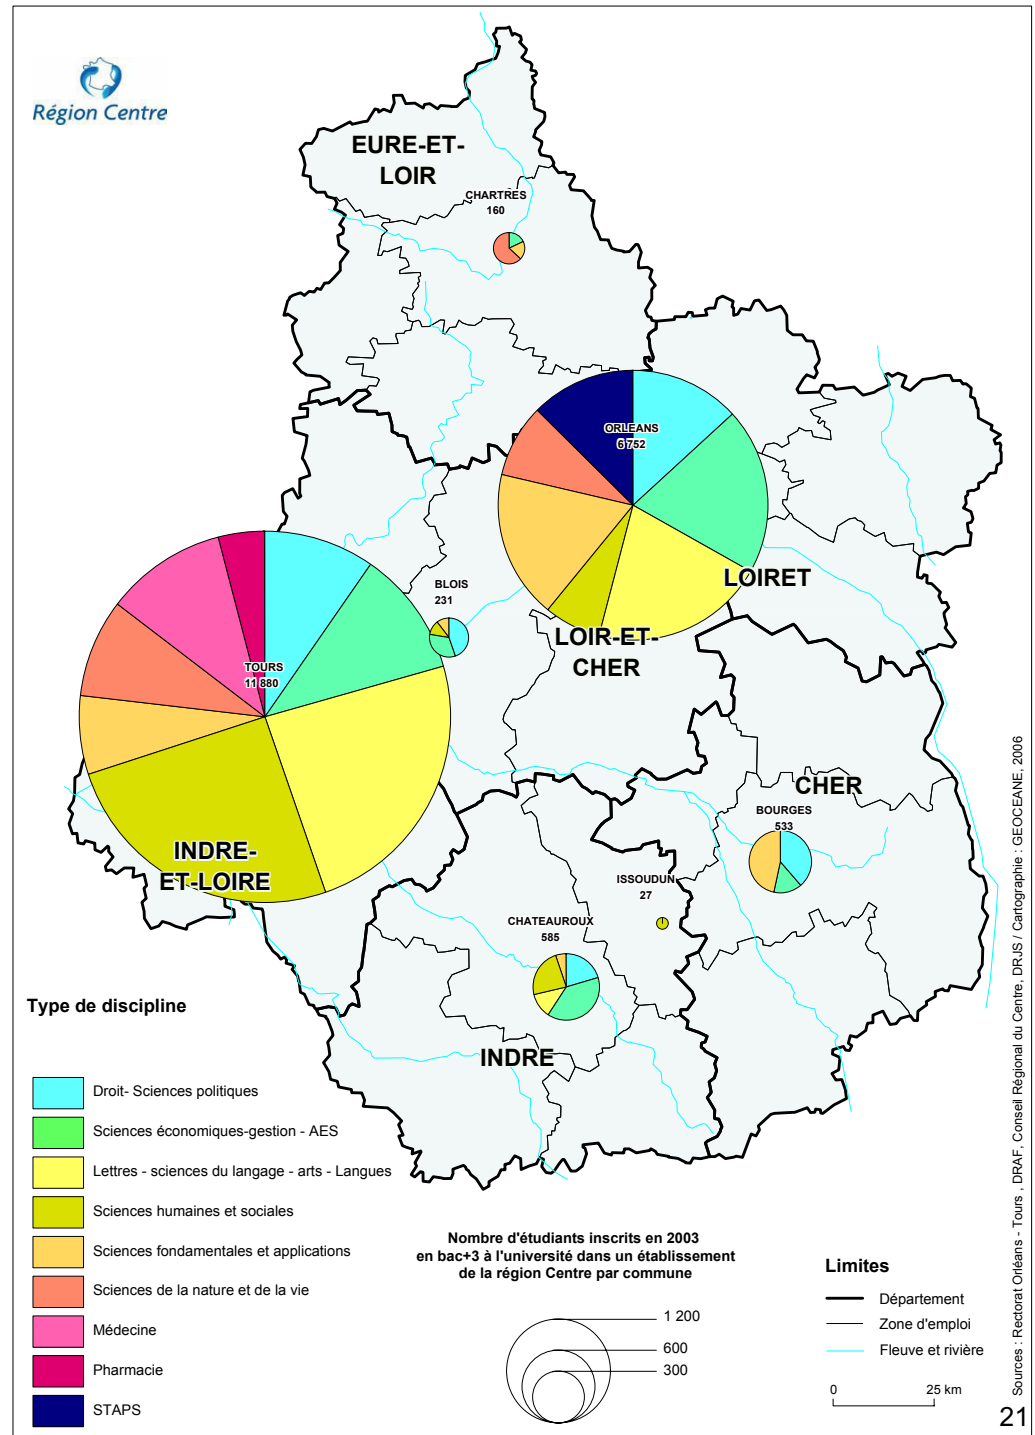 Région Centre
EURE-ET-
LOIR
CHARTRES
160
ORLEANS
6 752
LOIRET
BLOIS
231
LOIR-ET-
CHER
TOURS
11 880
INDRE-
ET-LOIRE
CHER
BOURGES
533
ISSOUDUN
27
CHATEAUROUX
585
INDRE
Type de discipline
Droit- Sciences politiques
Sciences économiques-gestion - AES
Lettres - sciences du langage - arts - Langues
Sciences humaines et sociales
Sciences fondamentales et applications
Sciences de la nature et de la vie
Médecine
Pharmacie
STAPS
Nombre d'étudiants inscrits en 2003
en bac+3 à l'université dans un établissement
de la région Centre par commune
1 200
600
300
Limites
Département
Zone d'emploi
Fleuve et rivière
0 25 km
Sources : Rectorat Orléans - Tours , DRAF, Conseil Régional du Centre, DRJS / Cartographie : GEOCEANE, 2006
21